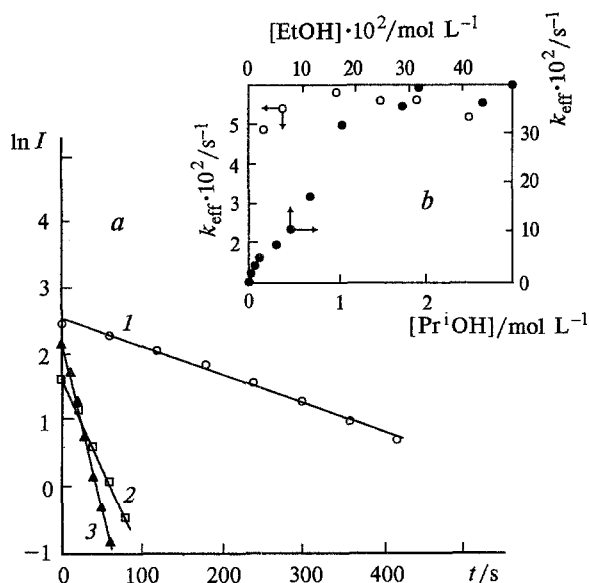 [EtOH]·10²/mol L⁻¹
0 10 20 30 40
ln I
k_eff·10²/s⁻¹
5
4
3
2
k_eff·10²/s⁻¹
30
20
10
0
b
0 1 2
[PrⁱOH]/mol L⁻¹
a
4
3
2
1
0
−1
1
2
3
0 100 200 300 400 t/s